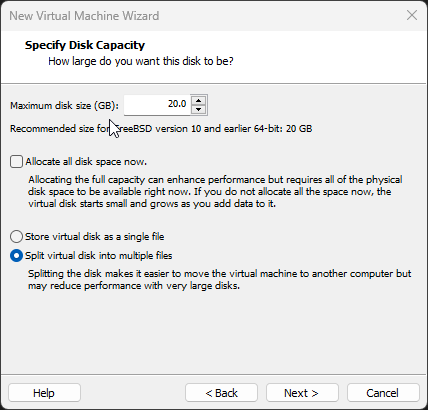 New Virtual Machine Wizard
Specify Disk Capacity
How large do you want this disk to be?
Maximum disk size (GB): 20.0
Recommended size for FreeBSD version 10 and earlier 64-bit: 20 GB
Allocate all disk space now.
Allocating the full capacity can enhance performance but requires all of the physical
disk space to be available right now. If you do not allocate all the space now, the
virtual disk starts small and grows as you add data to it.
Store virtual disk as a single file
Split virtual disk into multiple files
Splitting the disk makes it easier to move the virtual machine to another computer but
may reduce performance with very large disks.
Help < Back Next > Cancel